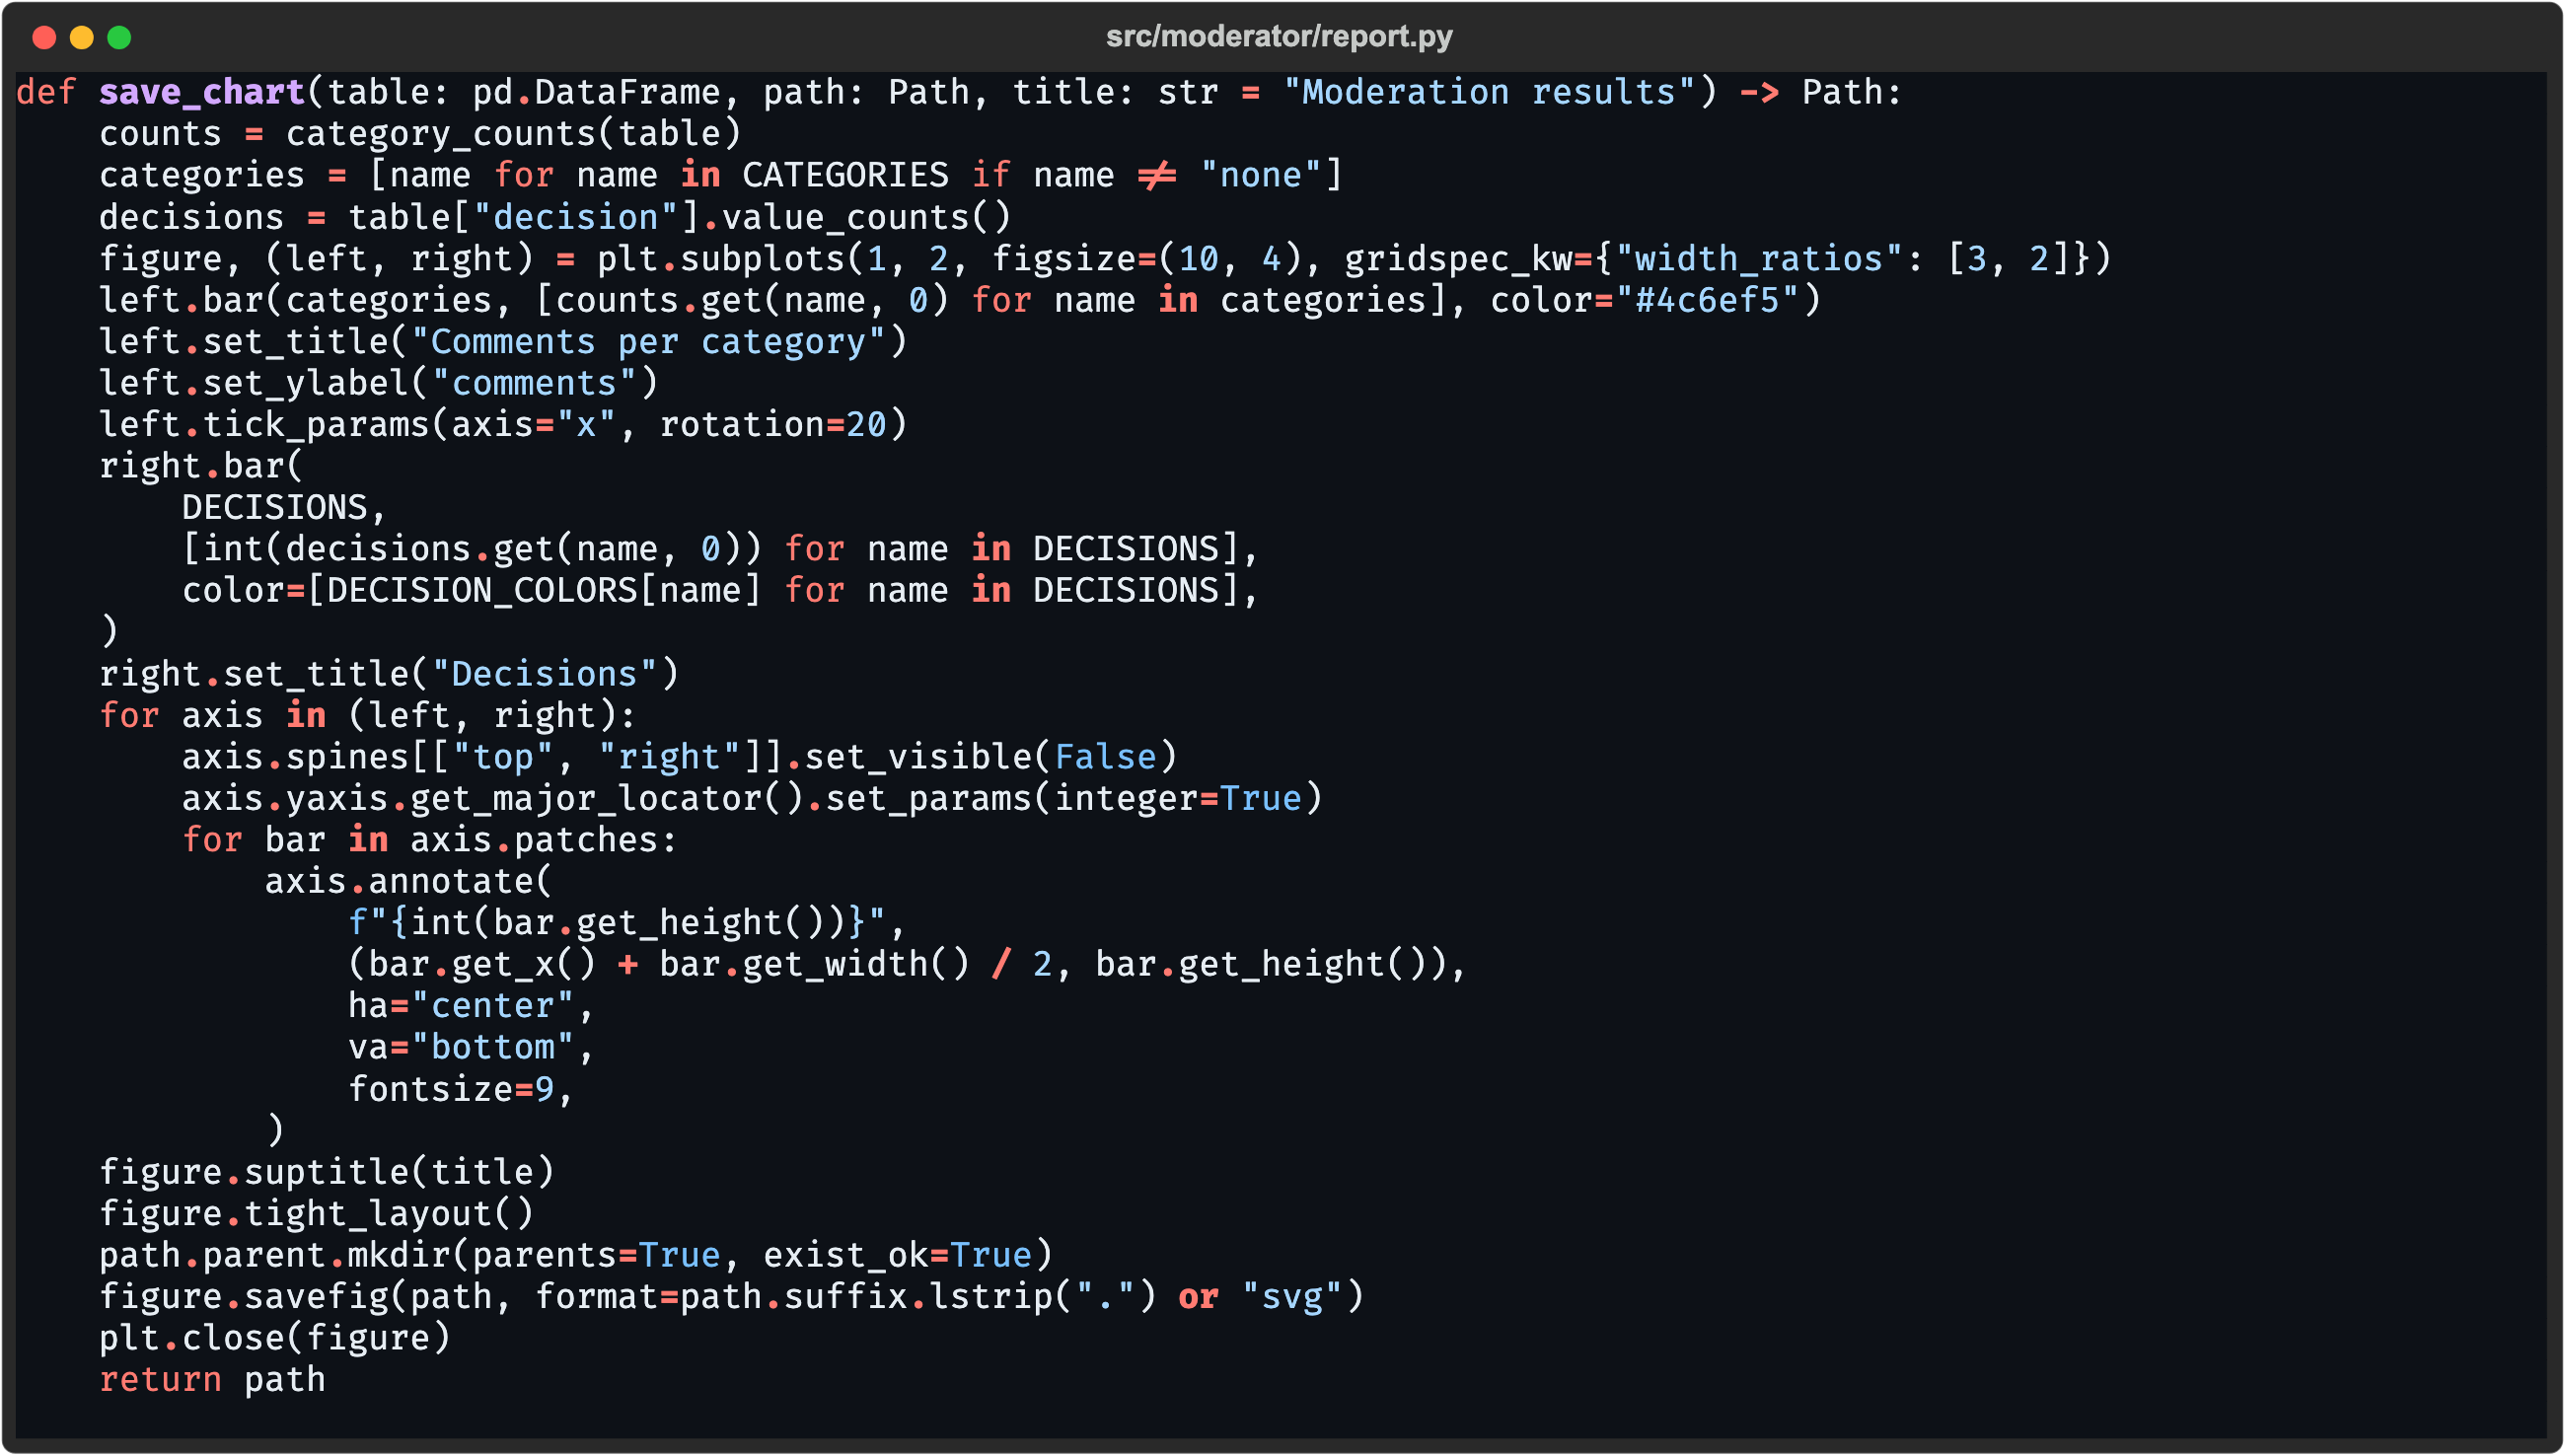 src/moderator/report.py
def save_chart(table: pd.DataFrame, path: Path, title: str = "Moderation results") -> Path:
    counts = category_counts(table)
    categories = [name for name in CATEGORIES if name != "none"]
    decisions = table["decision"].value_counts()
    figure, (left, right) = plt.subplots(1, 2, figsize=(10, 4), gridspec_kw={"width_ratios": [3, 2]})
    left.bar(categories, [counts.get(name, 0) for name in categories], color="#4c6ef5")
    left.set_title("Comments per category")
    left.set_ylabel("comments")
    left.tick_params(axis="x", rotation=20)
    right.bar(
        DECISIONS,
        [int(decisions.get(name, 0)) for name in DECISIONS],
        color=[DECISION_COLORS[name] for name in DECISIONS],
    )
    right.set_title("Decisions")
    for axis in (left, right):
        axis.spines[["top", "right"]].set_visible(False)
        axis.yaxis.get_major_locator().set_params(integer=True)
        for bar in axis.patches:
            axis.annotate(
                f"{int(bar.get_height())}",
                (bar.get_x() + bar.get_width() / 2, bar.get_height()),
                ha="center",
                va="bottom",
                fontsize=9,
            )
    figure.suptitle(title)
    figure.tight_layout()
    path.parent.mkdir(parents=True, exist_ok=True)
    figure.savefig(path, format=path.suffix.lstrip(".") or "svg")
    plt.close(figure)
    return path